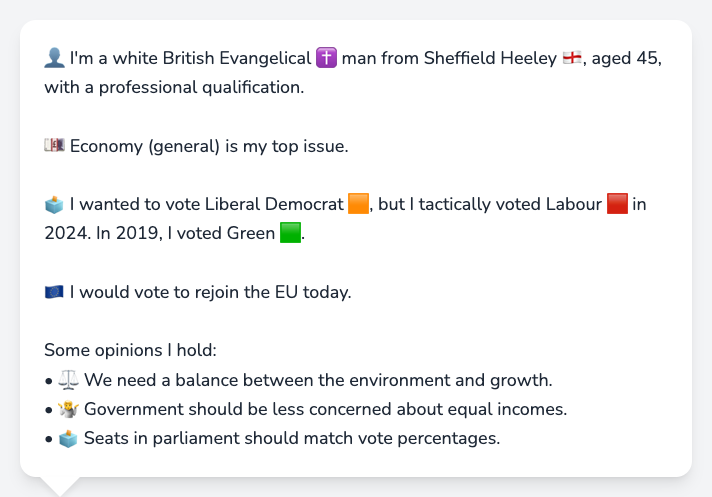 👤 I'm a white British Evangelical ✝️ man from Sheffield Heeley 🏴󠁧󠁢󠁥󠁮󠁧󠁿, aged 45,
with a professional qualification.
💷 Economy (general) is my top issue.
🗳️ I wanted to vote Liberal Democrat 🟧, but I tactically voted Labour 🟥 in
2024. In 2019, I voted Green 🟩.
🇪🇺 I would vote to rejoin the EU today.
Some opinions I hold:
• ⚖️ We need a balance between the environment and growth.
• 🤷 Government should be less concerned about equal incomes.
• 🗳️ Seats in parliament should match vote percentages.